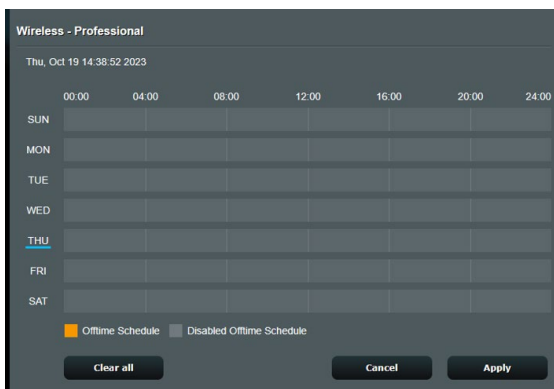 Wireless - Professional
Thu, Oct 19 14:38:52 2023
00:00 04:00 08:00 12:00 16:00 20:00 24:00
SUN
MON
TUE
WED
THU
FRI
SAT
Offtime Schedule Disabled Offtime Schedule
Clear all Cancel Apply